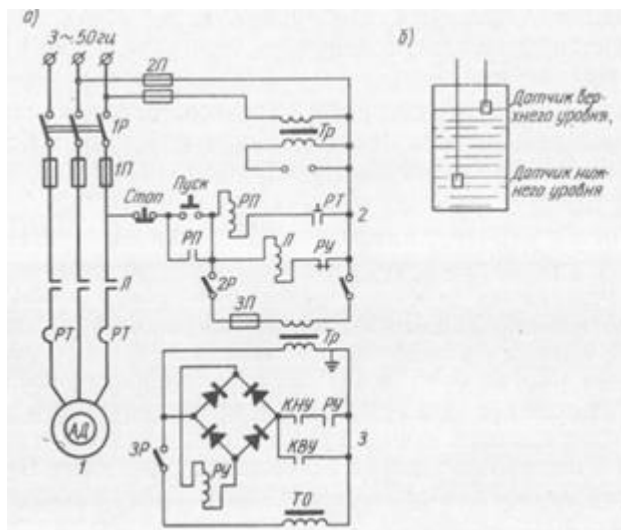 а)
3~50гц
2П
1Р
Тр
1П
Стоп
Пуск
РП
РТ
2
РП
Л
РУ
2Р
Л
3П
РТ
РТ
Тр
АД
1
КНУ
РУ
3
3Р
КВУ
РУ
ТО
б)
Датчик вер-
хнего уровня,
Датчик ниж-
него уровня